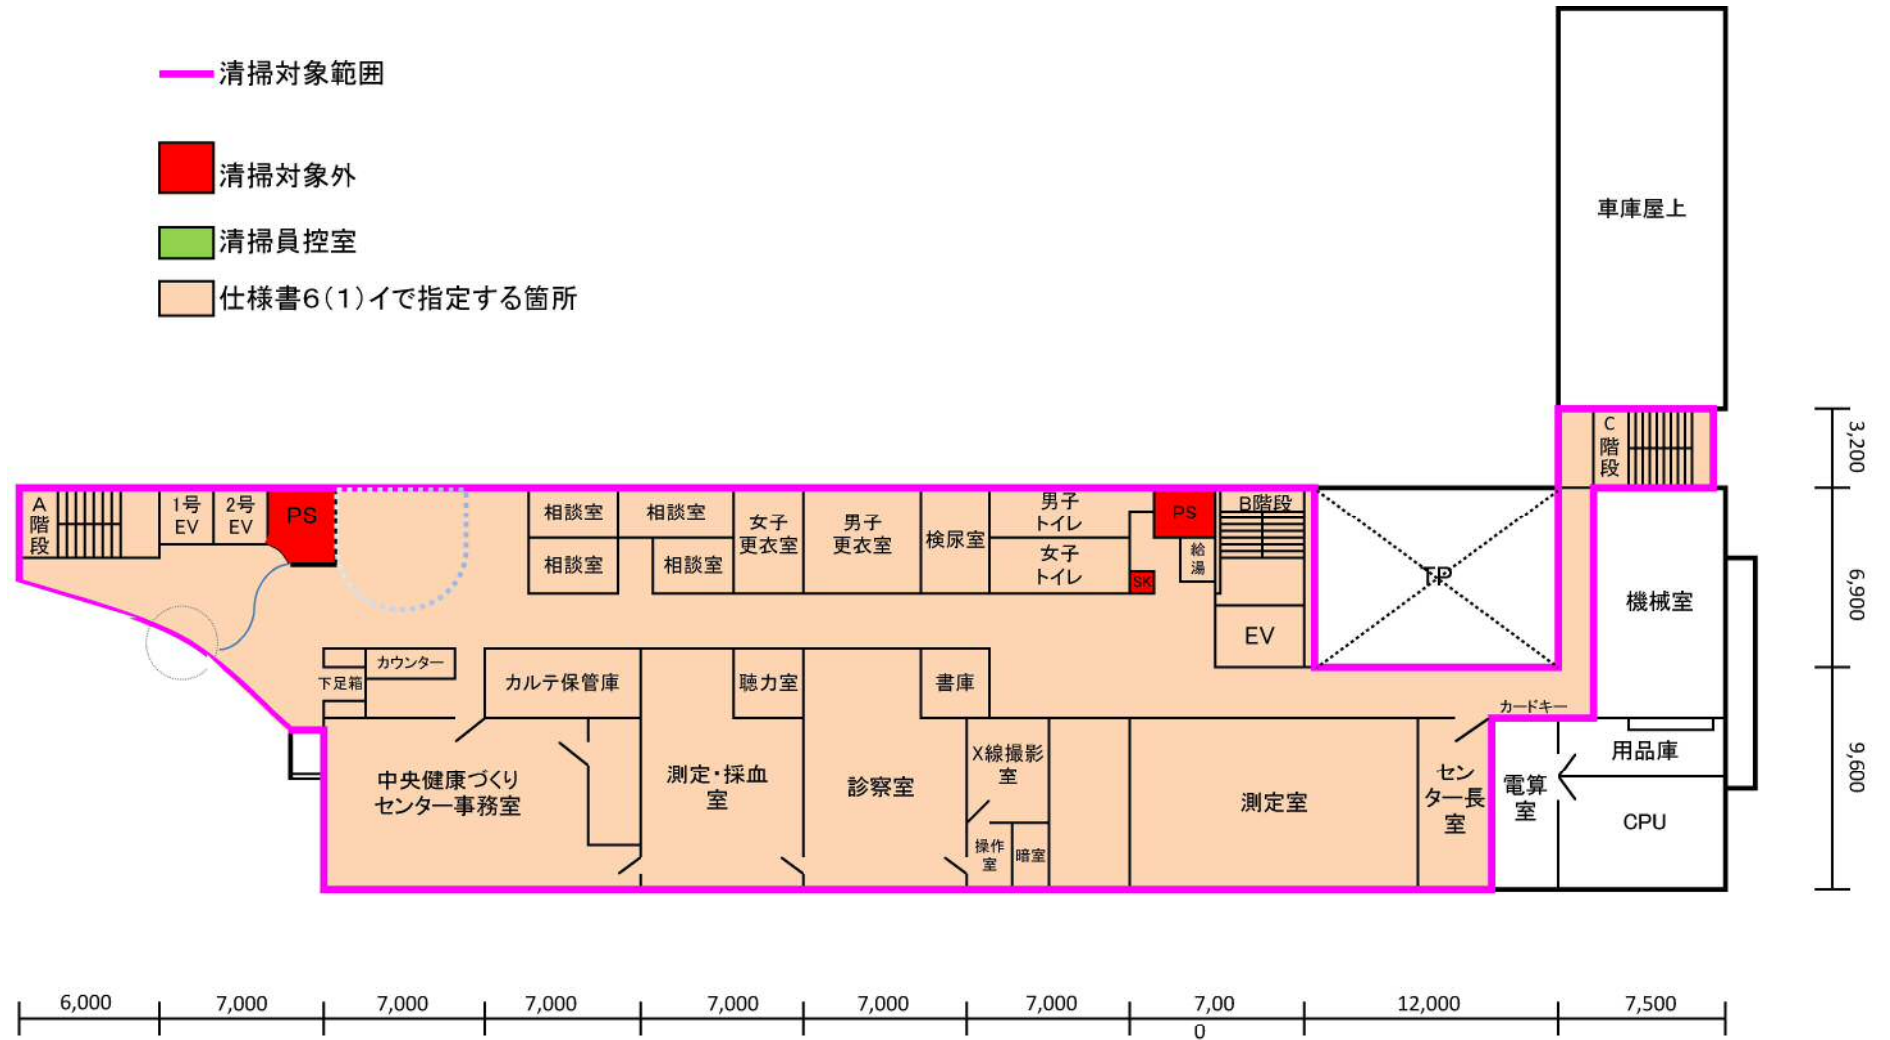 清掃対象範囲
清掃対象外
清掃員控室
仕様書6(1)イで指定する箇所
車庫屋上
C
階
段
3,200
A
階
段
1号
EV
2号
EV
PS
相談室
相談室
相談室
相談室
女子
更衣室
男子
更衣室
検尿室
男子
トイレ
女子
トイレ
PS
SK
給
湯
B階段
EV
TP
機械室
6,900
カウンター
下足箱
カルテ保管庫
聴力室
書庫
カードキー
中央健康づくり
センター事務室
測定・採血
室
診察室
X線撮影
室
操作
室
暗室
測定室
セン
ター長
室
電算
室
用品庫
CPU
9,600
6,000
7,000
7,000
7,000
7,000
7,000
7,000
7,00
0
12,000
7,500